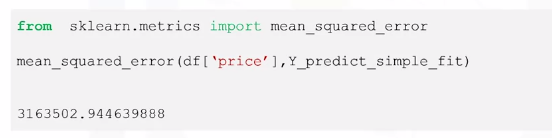 from sklearn.metrics import mean_squared_error
mean_squared_error(df[‘price’],Y_predict_simple_fit)
3163502.944639888